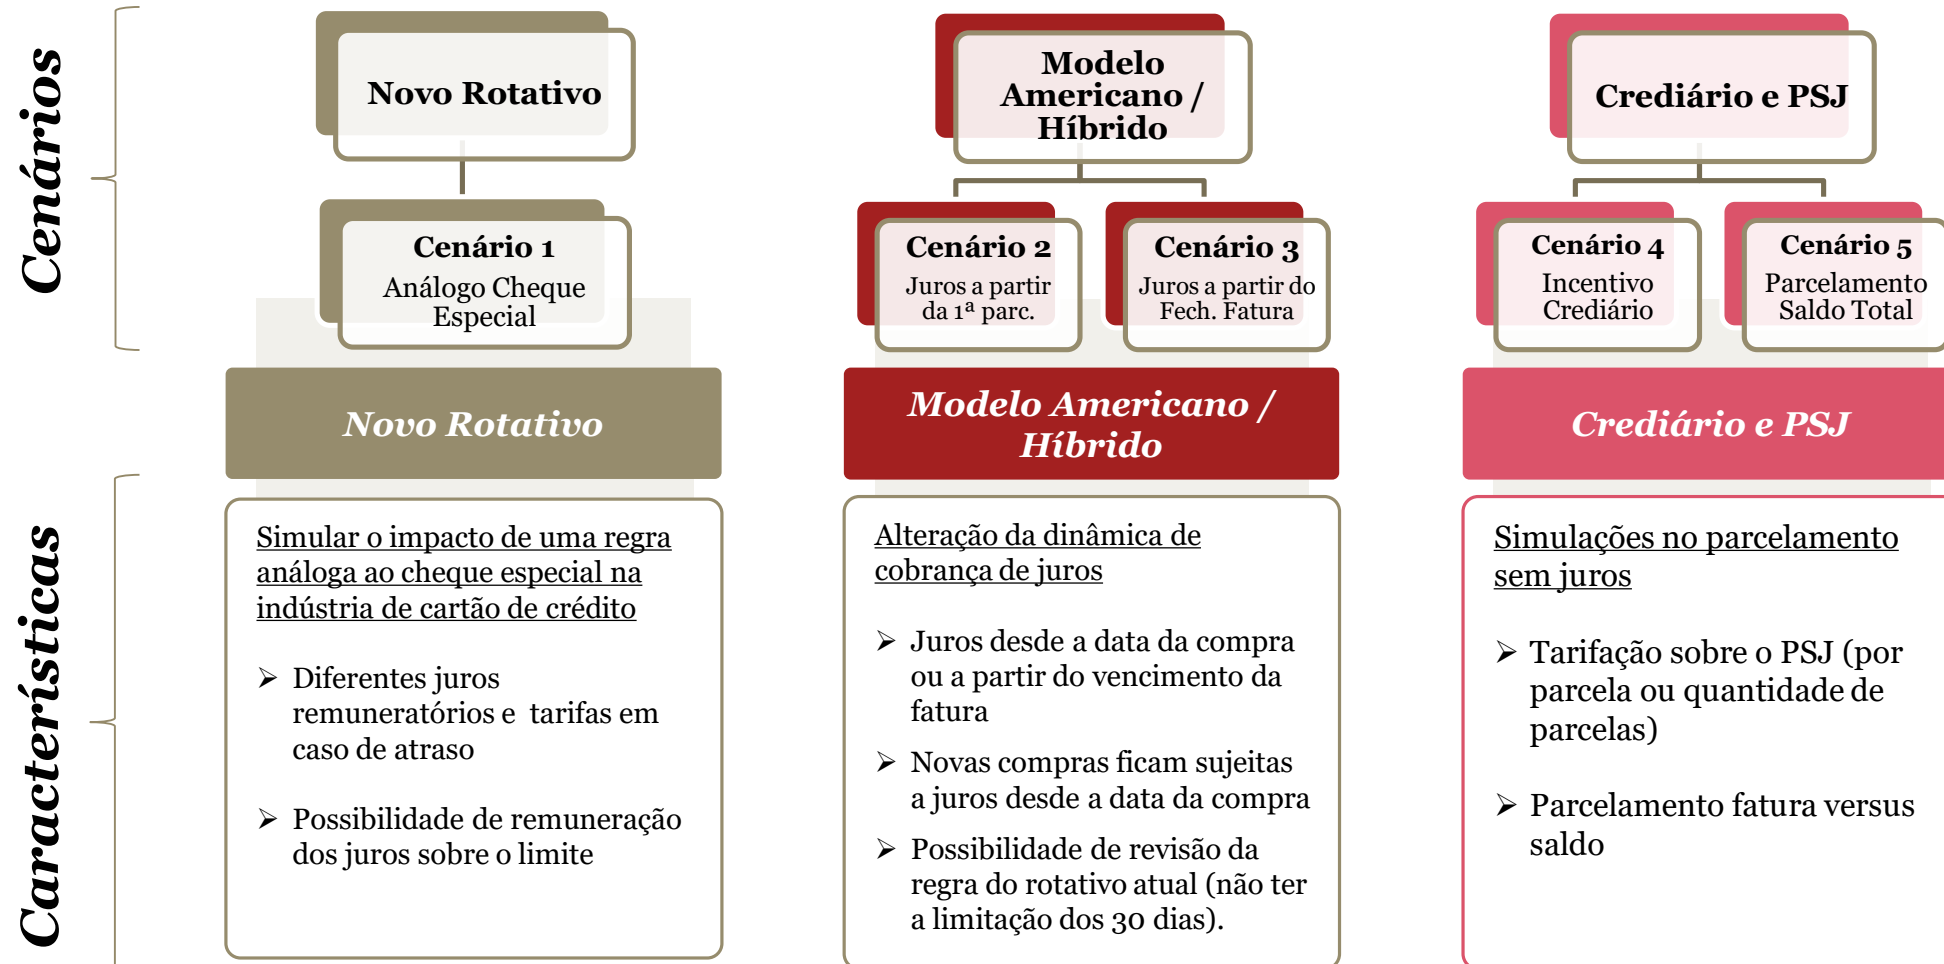 Cenários
Novo Rotativo
Cenário 1
Análogo Cheque
Especial
Modelo
Americano /
Híbrido
Cenário 2
Juros a partir
da 1ª parc.
Cenário 3
Juros a partir do
Fech. Fatura
Crediário e PSJ
Cenário 4
Incentivo
Crediário
Cenário 5
Parcelamento
Saldo Total
Características
Novo Rotativo
Simular o impacto de uma regra
análoga ao cheque especial na
indústria de cartão de crédito
➢ Diferentes juros
remuneratórios e tarifas em
caso de atraso
➢ Possibilidade de remuneração
dos juros sobre o limite
Modelo Americano /
Híbrido
Alteração da dinâmica de
cobrança de juros
➢ Juros desde a data da compra
ou a partir do vencimento da
fatura
➢ Novas compras ficam sujeitas
a juros desde a data da compra
➢ Possibilidade de revisão da
regra do rotativo atual (não ter
a limitação dos 30 dias).
Crediário e PSJ
Simulações no parcelamento
sem juros
➢ Tarifação sobre o PSJ (por
parcela ou quantidade de
parcelas)
➢ Parcelamento fatura versus
saldo